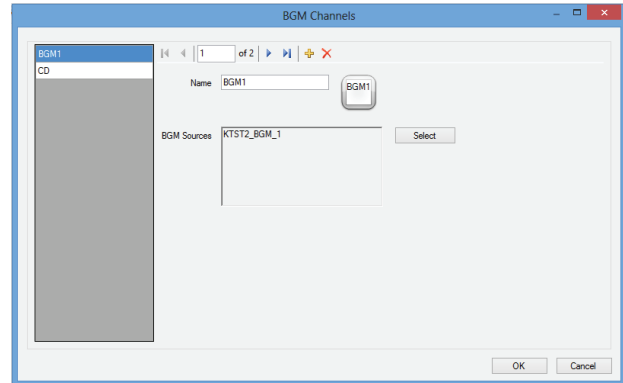 BGM Channels
BGM1
CD
1 of 2
Name BGM1 BGM1
BGM Sources KTST2_BGM_1 Select
OK Cancel